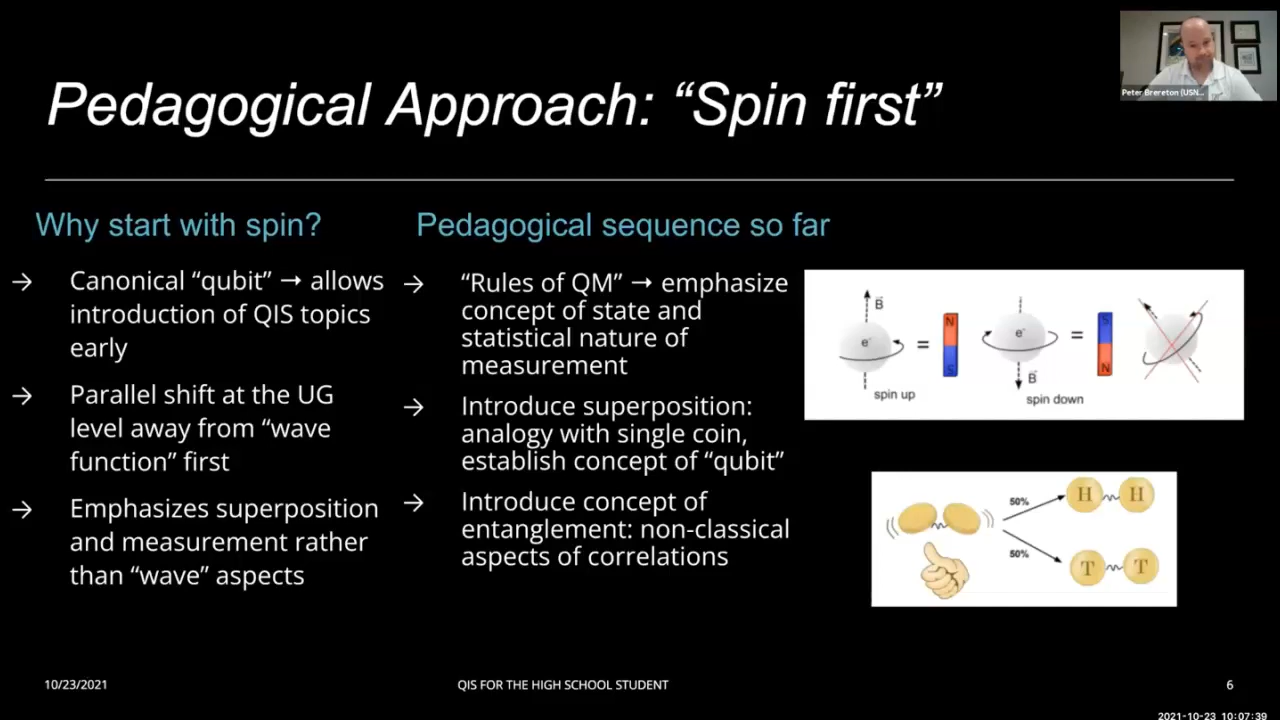 Pedagogical Approach: “Spin first”
Peter Brereton (USN...
Why start with spin?
→ Canonical “qubit” → allows
introduction of QIS topics
early
→ Parallel shift at the UG
level away from “wave
function” first
→ Emphasizes superposition
and measurement rather
than “wave” aspects
Pedagogical sequence so far
→ “Rules of QM” → emphasize
concept of state and
statistical nature of
measurement
→ Introduce superposition:
analogy with single coin,
establish concept of “qubit”
→ Introduce concept of
entanglement: non-classical
aspects of correlations
B
e-
=
N
S
spin up
e-
B
=
S
N
spin down
50%
H H
50%
T T
10/23/2021
QIS FOR THE HIGH SCHOOL STUDENT
6
2021-10-23 10:07:39